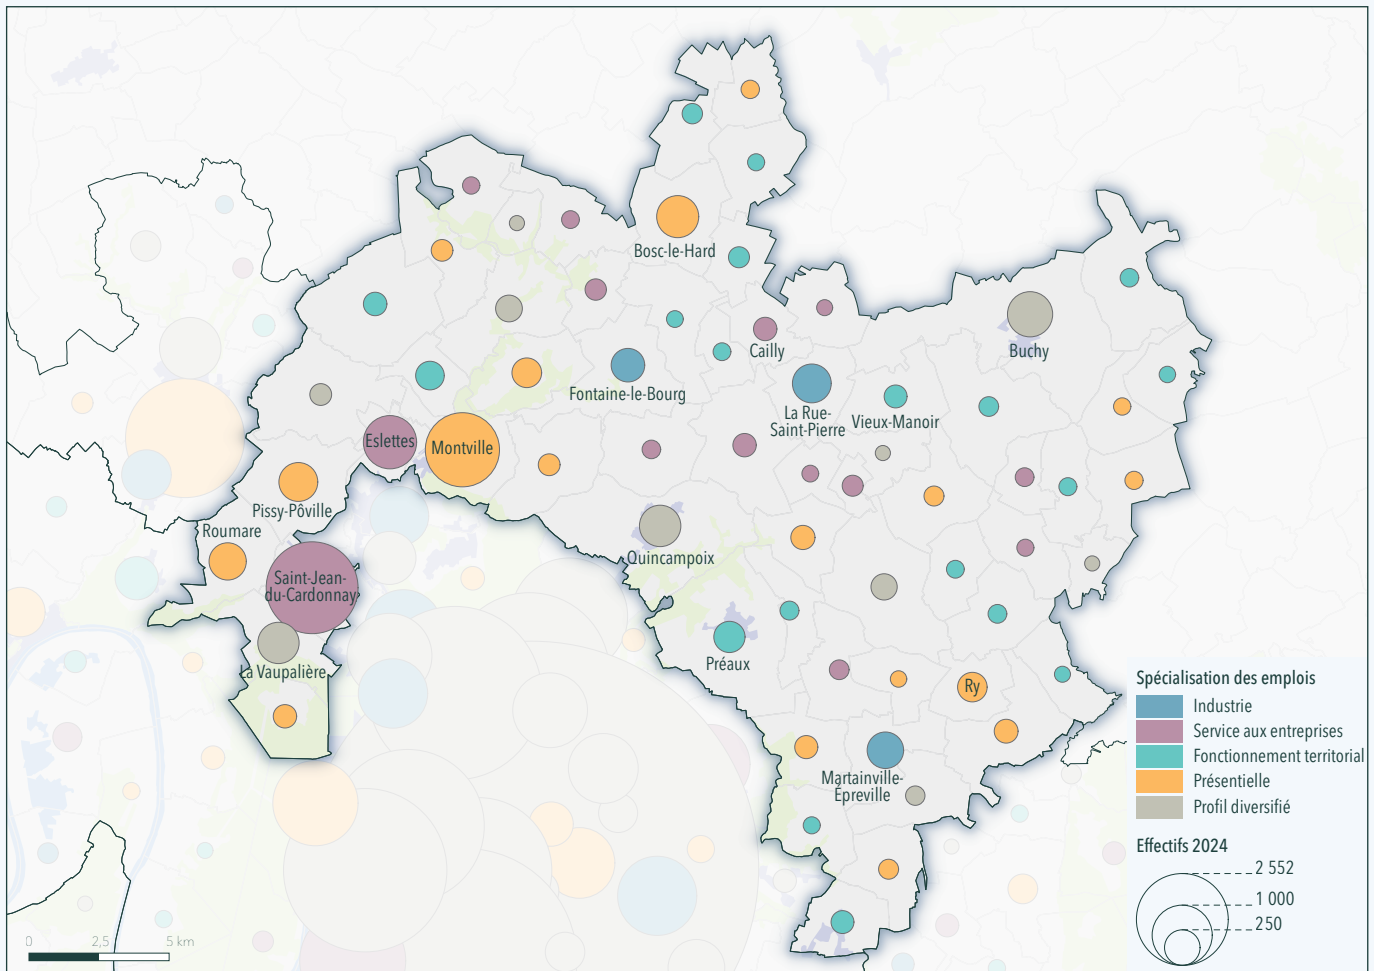 Bosc-le-Hard
Cailly
Buchy
Fontaine-le-Bourg
La Rue-
Saint-Pierre
Vieux-Manoir
Eslettes
Montville
Pissy-Pôville
Roumare
Quincampoix
Saint-Jean-
du-Cardonnay
La Vaupalière
Préaux
Ry
Martainville-
Épreville
Spécialisation des emplois
Industrie
Service aux entreprises
Fonctionnement territorial
Présentielle
Profil diversifié
Effectifs 2024
2 552
1 000
250
0 2,5 5 km